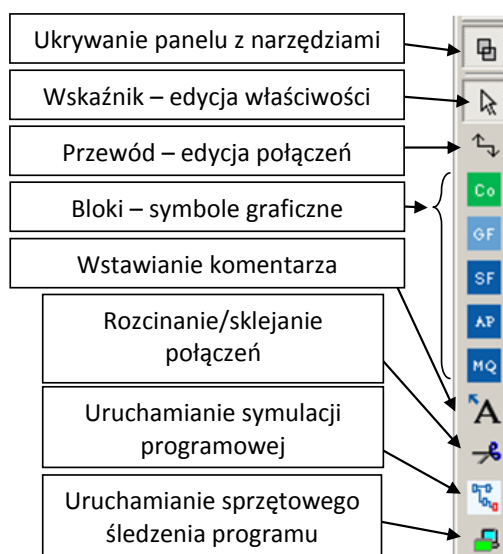 Ukrywanie panelu z narzędziami
Wskaźnik – edycja właściwości
Przewód – edycja połączeń
Co
Bloki – symbole graficzne
GF
Wstawianie komentarza
SF
Rozcinanie/sklejanie
połączeń
AP
MQ
A
Uruchamianie symulacji
programowej
Uruchamianie sprzętowego
śledzenia programu